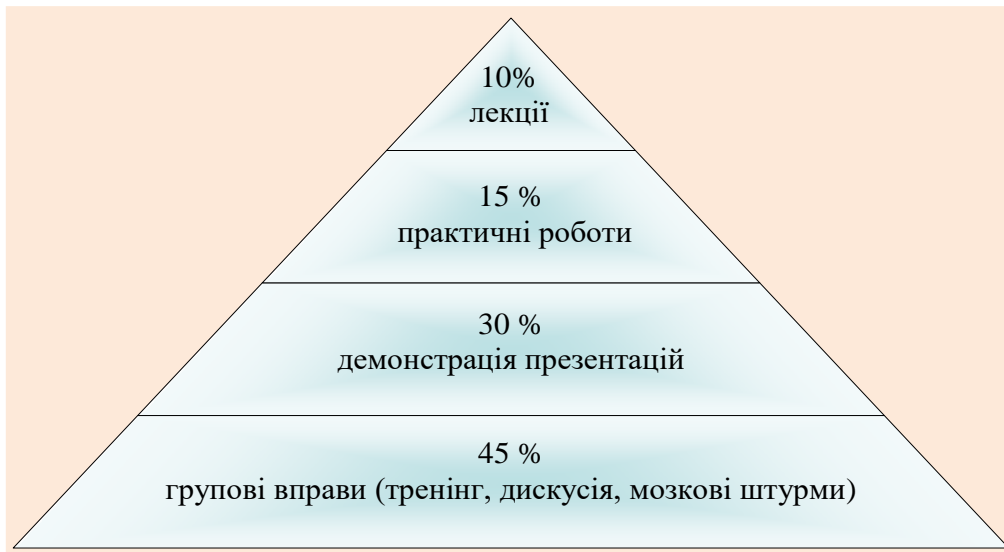 10%
лекції
15 %
практичні роботи
30 %
демонстрація презентацій
45 %
групові вправи (тренінг, дискусія, мозкові штурми)